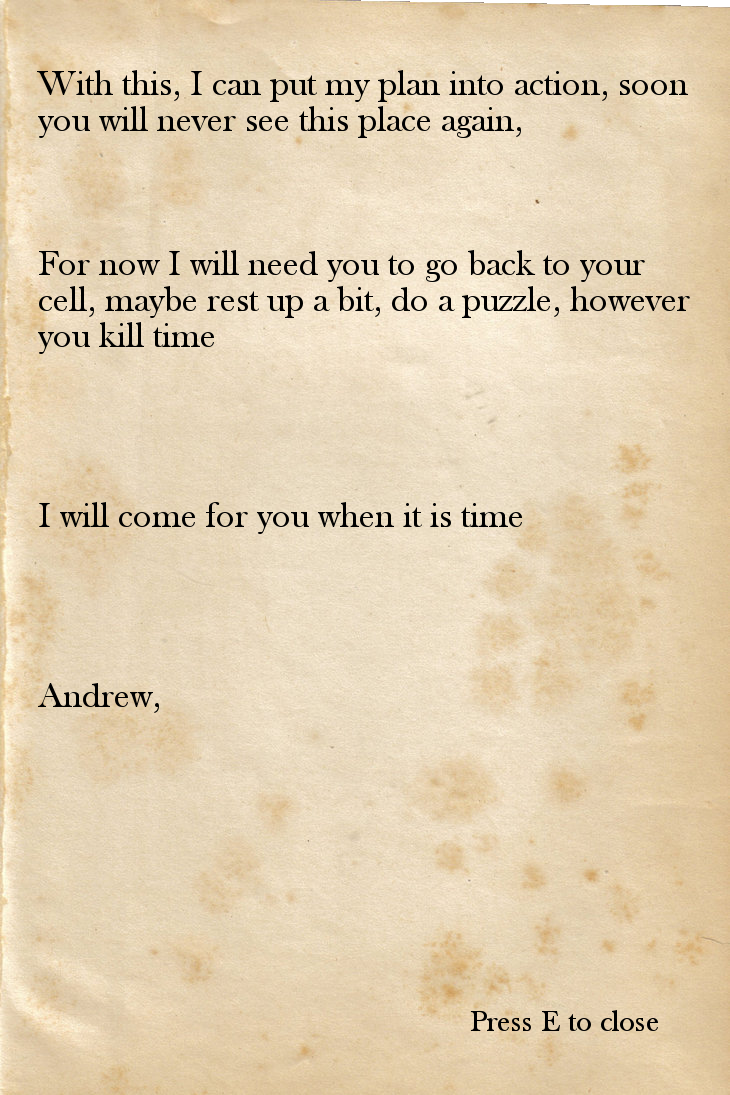 With this, I can put my plan into action, soon
you will never see this place again,
For now I will need you to go back to your
cell, maybe rest up a bit, do a puzzle, however
you kill time
I will come for you when it is time
Andrew,
Press E to close